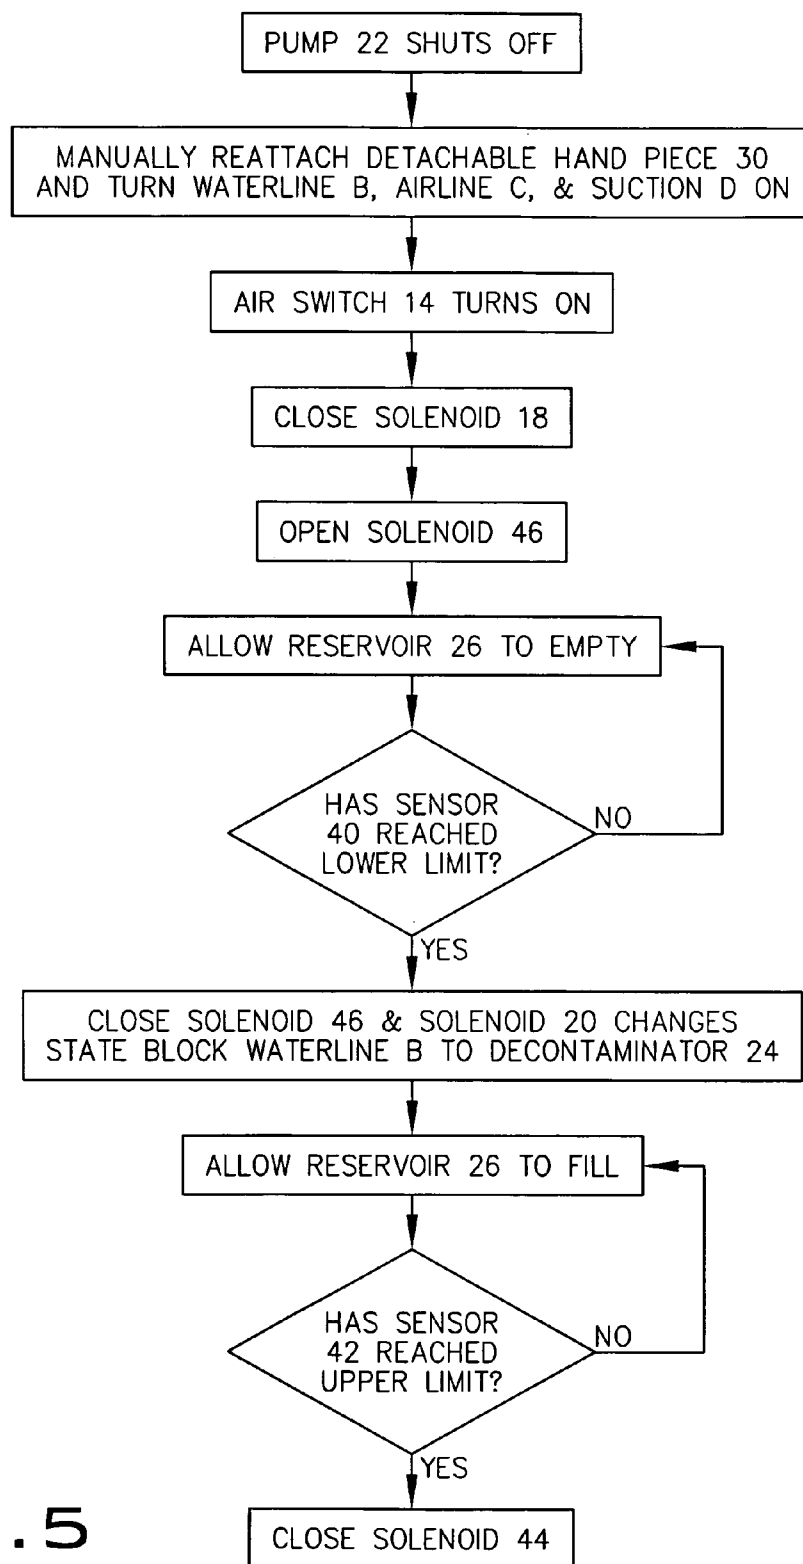 PUMP 22 SHUTS OFF
MANUALLY REATTACH DETACHABLE HAND PIECE 30
AND TURN WATERLINE B, AIRLINE C, & SUCTION D ON
AIR SWITCH 14 TURNS ON
CLOSE SOLENOID 18
OPEN SOLENOID 46
ALLOW RESERVOIR 26 TO EMPTY
HAS SENSOR
40 REACHED
LOWER LIMIT?
NO
YES
CLOSE SOLENOID 46 & SOLENOID 20 CHANGES
STATE BLOCK WATERLINE B TO DECONTAMINATOR 24
ALLOW RESERVOIR 26 TO FILL
HAS SENSOR
42 REACHED
UPPER LIMIT?
NO
YES
CLOSE SOLENOID 44
.5